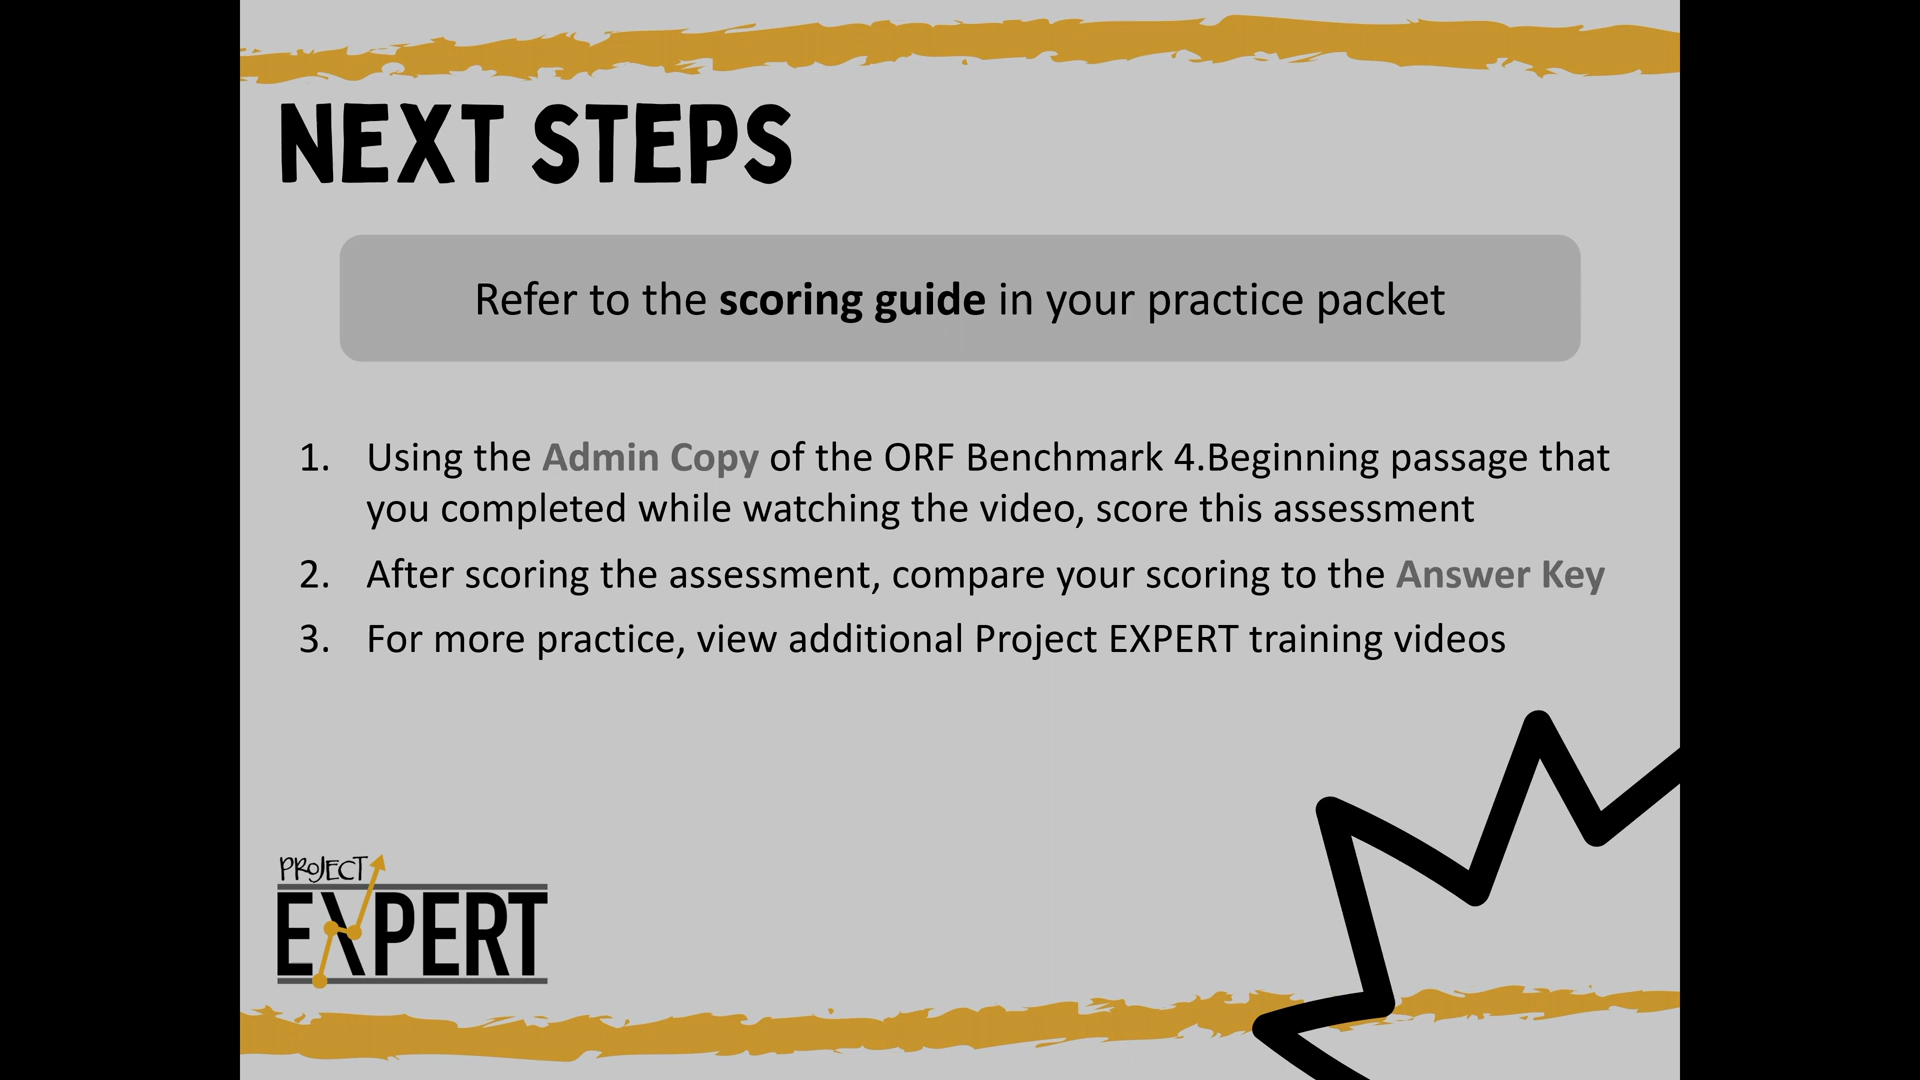 NEXT STEPS
Refer to the scoring guide in your practice packet
1. Using the Admin Copy of the ORF Benchmark 4.Beginning passage that
you completed while watching the video, score this assessment
2. After scoring the assessment, compare your scoring to the Answer Key
3. For more practice, view additional Project EXPERT training videos
PROJECT
EXPERT